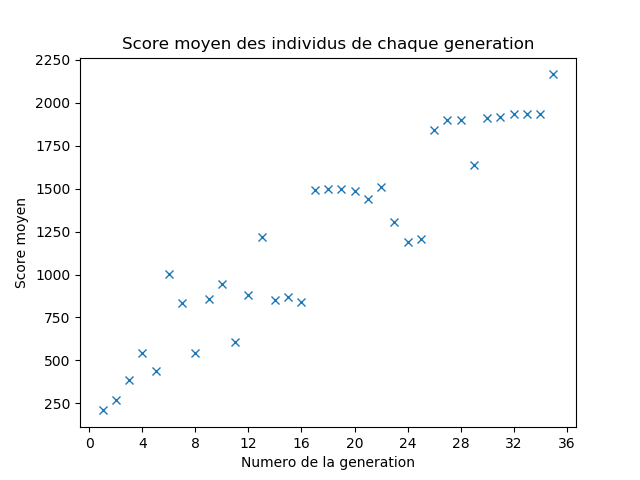 Score moyen des individus de chaque generation
2250
2000
1750
1500
1250
1000
750
500
250
Score moyen
0 4 8 12 16 20 24 28 32 36
Numero de la generation